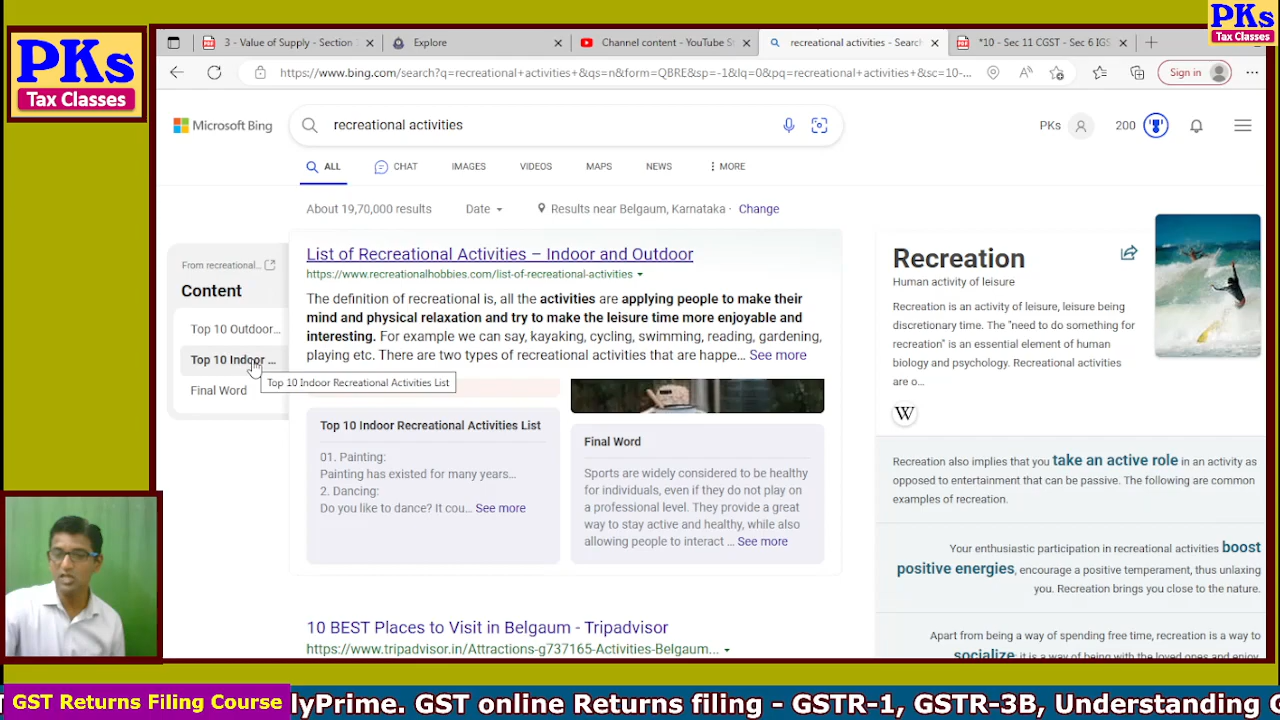 PKs
Tax Classes
PKs
Tax Classes
3 - Value of Supply - Section
Explore
Channel content - YouTube S
recreational activities - Search
*10 - Sec 11 CGST - Sec 6 IGS
https://www.bing.com/search?q=recreational+activities+&qs=n&form=QBRE&sp=-1&lq=0&pq=recreational+activities+&sc=10-...
Sign in
Microsoft Bing
recreational activities
PKs
200
ALL
CHAT
IMAGES
VIDEOS
MAPS
NEWS
MORE
About 19,70,000 results
Date
Results near Belgaum, Karnataka ·
Change
From recreational...
Content
Top 10 Outdoor...
Top 10 Indoor ...
Final Word
Top 10 Indoor Recreational Activities List
List of Recreational Activities – Indoor and Outdoor
https://www.recreationalhobbies.com/list-of-recreational-activities
The definition of recreational is, all the activities are applying people to make their
mind and physical relaxation and try to make the leisure time more enjoyable and
interesting. For example we can say, kayaking, cycling, swimming, reading, gardening,
playing etc. There are two types of recreational activities that are happe... See more
Top 10 Indoor Recreational Activities List
01. Painting:
Painting has existed for many years...
2. Dancing:
Do you like to dance? It cou... See more
Final Word
Sports are widely considered to be healthy
for individuals, even if they do not play on
a professional level. They provide a great
way to stay active and healthy, while also
allowing people to interact ... See more
10 BEST Places to Visit in Belgaum - Tripadvisor
https://www.tripadvisor.in/Attractions-g737165-Activities-Belgaum...
Recreation
Human activity of leisure
Recreation is an activity of leisure, leisure being
discretionary time. The "need to do something for
recreation" is an essential element of human
biology and psychology. Recreational activities
are o...
W
Recreation also implies that you take an active role in an activity as
opposed to entertainment that can be passive. The following are common
examples of recreation.
Your enthusiastic participation in recreational activities boost
positive energies, encourage a positive temperament, thus unlaxing
you. Recreation brings you close to the nature.
Apart from being a way of spending free time, recreation is a way to
socialize; it is a way of being with the loved ones and enjoy
GST Returns Filing Course
lyPrime. GST online Returns filing - GSTR-1, GSTR-3B, Understanding